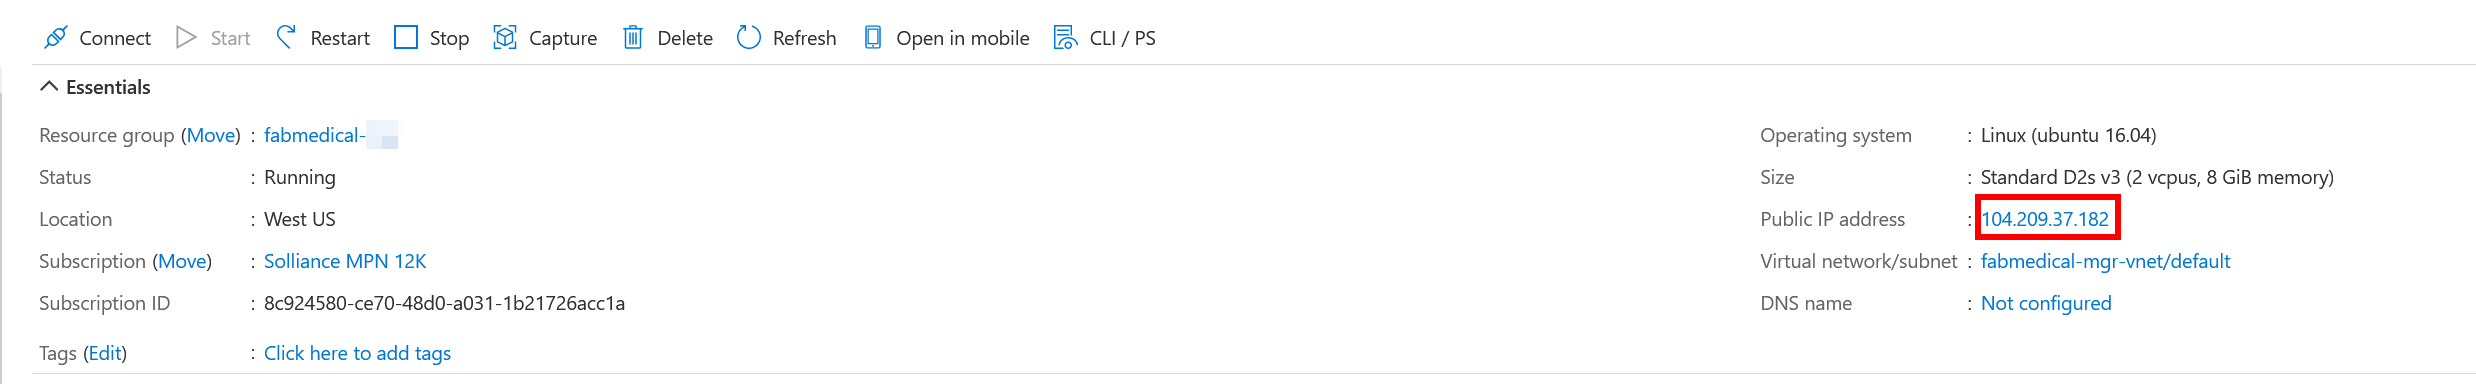 Connect Start Restart Stop Capture Delete Refresh Open in mobile CLI / PS
Essentials
Resource group (Move) : fabmedical-
Status : Running
Location : West US
Subscription (Move) : Solliance MPN 12K
Subscription ID : 8c924580-ce70-48d0-a031-1b21726acc1a
Tags (Edit) : Click here to add tags
Operating system : Linux (ubuntu 16.04)
Size : Standard D2s v3 (2 vcpus, 8 GiB memory)
Public IP address : 104.209.37.182
Virtual network/subnet : fabmedical-mgr-vnet/default
DNS name : Not configured